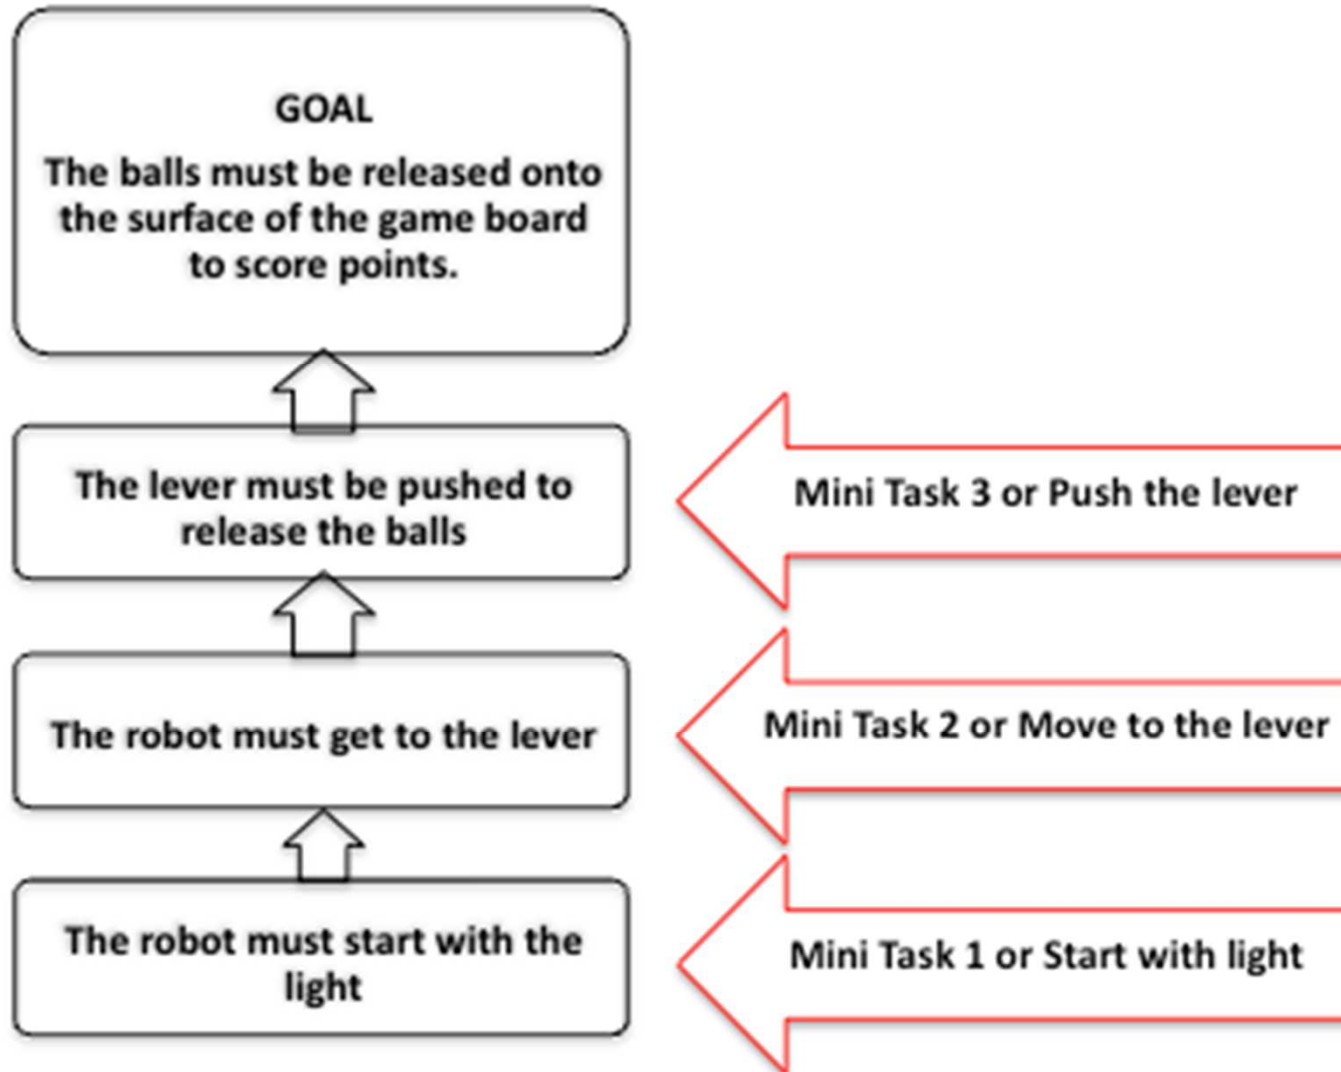 GOAL
The balls must be released onto
the surface of the game board
to score points.
The lever must be pushed to
release the balls
Mini Task 3 or Push the lever
The robot must get to the lever
Mini Task 2 or Move to the lever
The robot must start with the
light
Mini Task 1 or Start with light